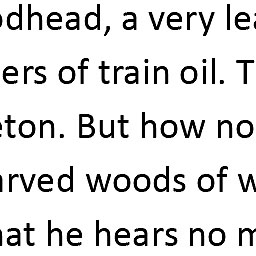 odhead, a very lea
ers of train oil. T
eton. But how no
arved woods of w
hat he hears no m